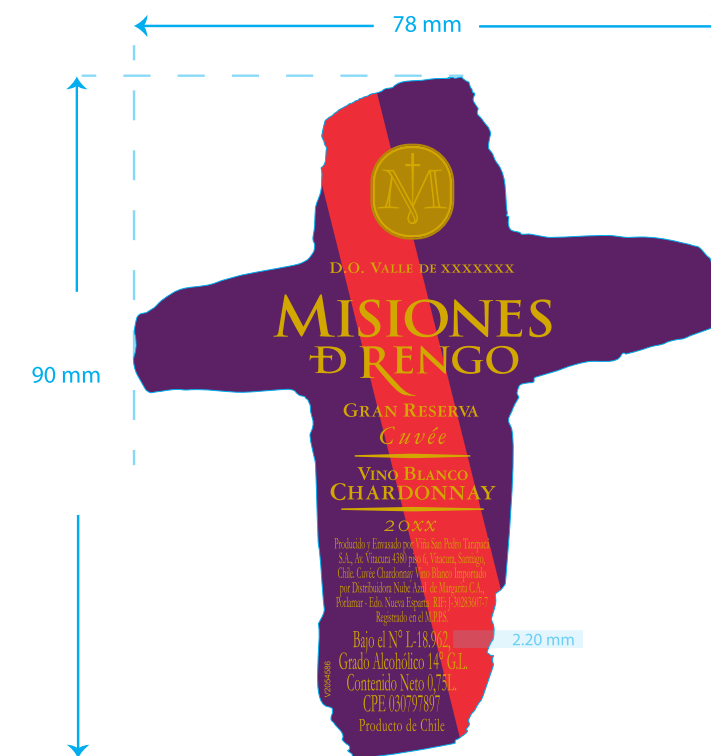 78 mm
D.O. VALLE DE XXXXXXX
MISIONES
Đ RENGO
90 mm
GRAN RESERVA
Cuvée
VINO BLANCO
CHARDONNAY
20XX
Producido y Envasado por Viña San Pedro Tarapacá
S.A., Av. Vitacura 4380 piso 6, Vitacura, Santiago,
Chile. Cuvée Chardonnay Vino Blanco Importado
por Distribuidora Nube Azul de Margarita C.A.,
Porlamar - Edo. Nueva Esparta RIF: J-30283607-7
Registrado en el M.P.P.S.
Bajo el N° L-18.962,
2.20 mm
Grado Alcohólico 14° G.L.
Contenido Neto 0,75L.
CPE 030797897
Producto de Chile
V2054586